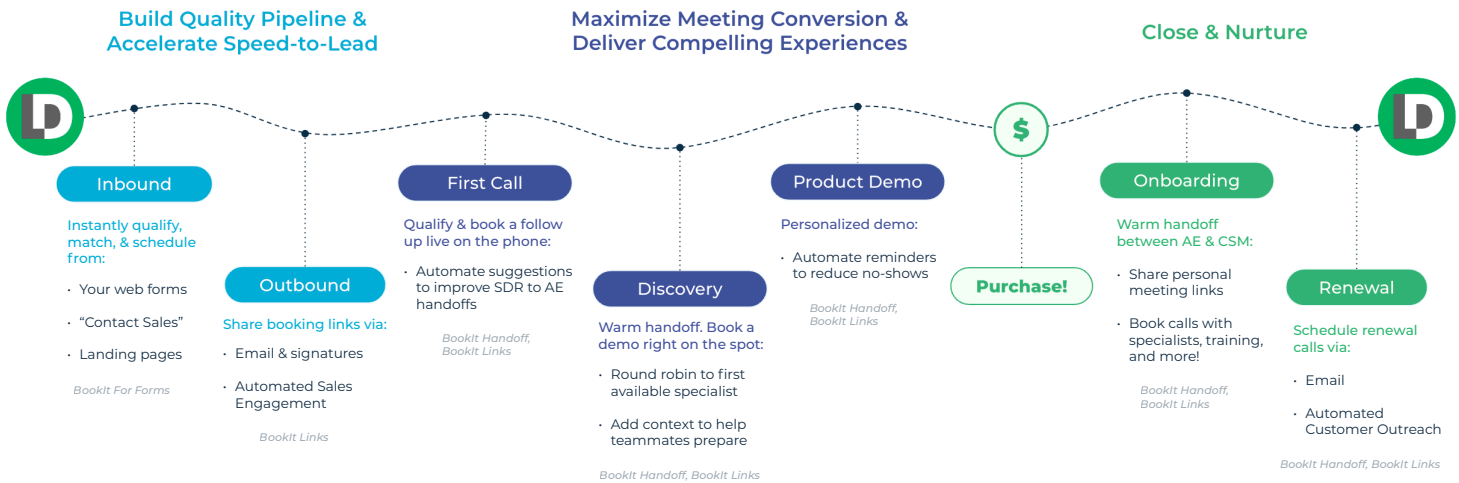 Build Quality Pipeline &
Accelerate Speed-to-Lead
Maximize Meeting Conversion &
Deliver Compelling Experiences
Close & Nurture
LD
$
LD
Inbound
Instantly qualify,
match, & schedule
from:
• Your web forms
• “Contact Sales”
• Landing pages
BookIt For Forms
Outbound
Share booking links via:
• Email & signatures
• Automated Sales
Engagement
BookIt Links
First Call
Qualify & book a follow
up live on the phone:
• Automate suggestions
to improve SDR to AE
handoffs
BookIt Handoff,
BookIt Links
Discovery
Warm handoff. Book a
demo right on the spot:
• Round robin to first
available specialist
• Add context to help
teammates prepare
BookIt Handoff, BookIt Links
Product Demo
Personalized demo:
• Automate reminders
to reduce no-shows
BookIt Handoff,
BookIt Links
Purchase!
Onboarding
Warm handoff
between AE & CSM:
• Share personal
meeting links
• Book calls with
specialists, training,
and more!
BookIt Handoff,
BookIt Links
Renewal
Schedule renewal
calls via:
• Email
• Automated
Customer Outreach
BookIt Handoff, BookIt Links